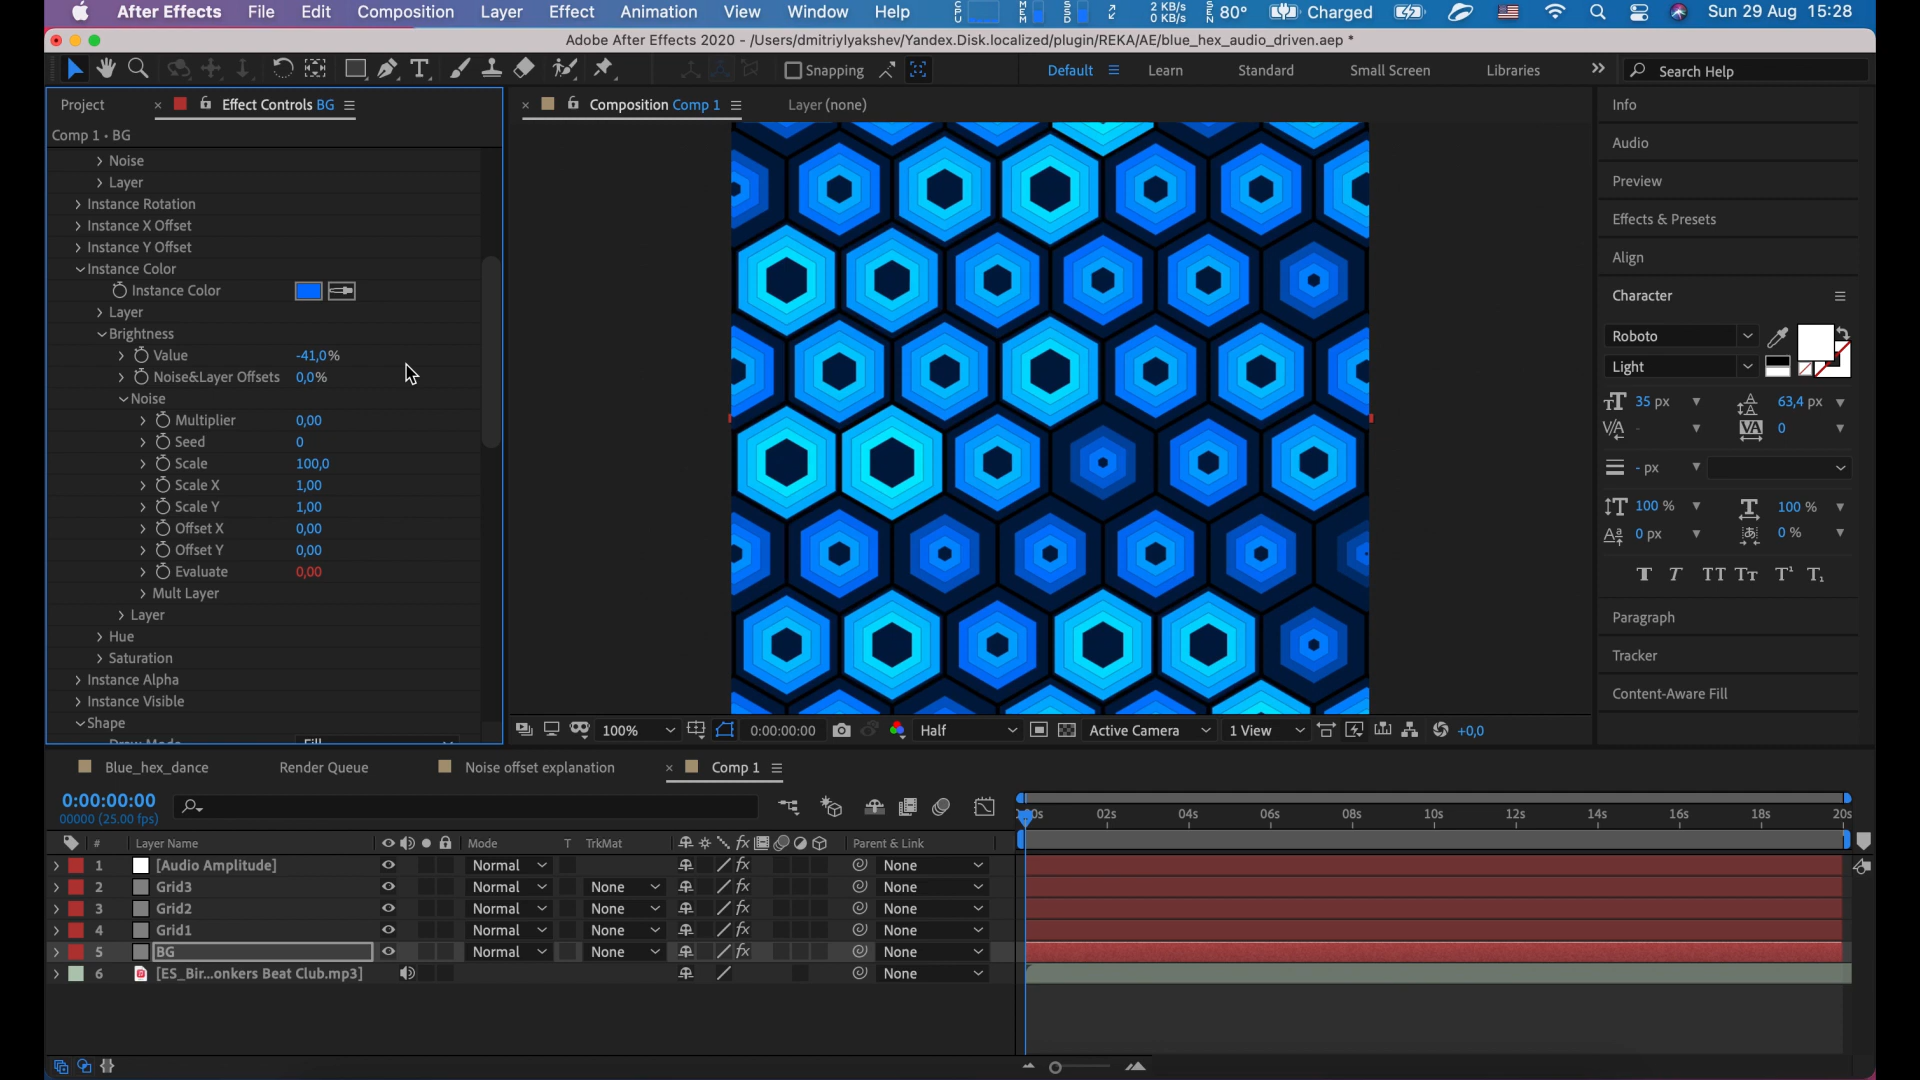 After Effects File Edit Composition Layer Effect Animation View Window Help 2 KB/s 0 KB/s 80° Charged Sun 29 Aug 15:28
Adobe After Effects 2020 - /Users/dmitriylyakshev/Yandex.Disk.localized/plugin/REKA/AE/blue_hex_audio_driven.aep *
Snapping Default Learn Standard Small Screen Libraries Search Help
Project Effect Controls BG Composition Comp 1 Layer (none)
Comp 1 • BG
Noise
Layer
Instance Rotation
Instance X Offset
Instance Y Offset
Instance Color
Instance Color
Layer
Brightness
Value -41,0%
Noise&Layer Offsets 0,0%
Noise
Multiplier 0,00
Seed 0
Scale 100,0
Scale X 1,00
Scale Y 1,00
Offset X 0,00
Offset Y 0,00
Evaluate 0,00
Mult Layer
Layer
Hue
Saturation
Instance Alpha
Instance Visible
Shape
100% 0:00:00:00 Half Active Camera 1 View +0,0
Info
Audio
Preview
Effects & Presets
Align
Character
Roboto
Light
35 px 63,4 px
- 0
- px
100 % 100 %
0 px 0 %
T T TT Tt T¹ T₁
Paragraph
Tracker
Content-Aware Fill
Blue_hex_dance Render Queue Noise offset explanation Comp 1
0:00:00:00
00000 (25.00 fps)
02s 04s 06s 08s 10s 12s 14s 16s 18s 20s
# Layer Name Mode T TrkMat Parent & Link
1 [Audio Amplitude] Normal None
2 Grid3 Normal None None
3 Grid2 Normal None None
4 Grid1 Normal None None
5 BG Normal None None
6 [ES_Bir...onkers Beat Club.mp3] None